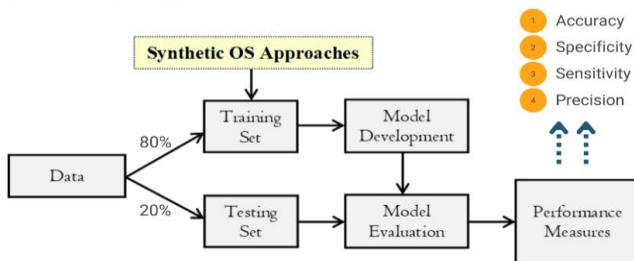 1 Accuracy
2 Specificity
3 Sensitivity
4 Precision
Synthetic OS Approaches
Training
Set
Model
Development
80%
Data
20%
Testing
Set
Model
Evaluation
Performance
Measures